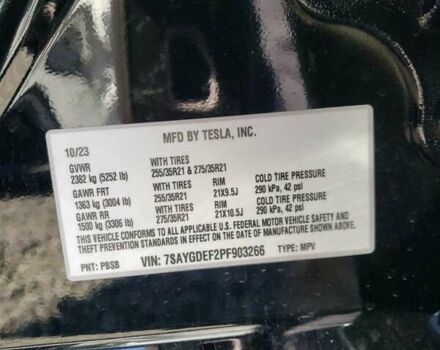 MFD BY TESLA, INC.
10/23
GVWR WITH TIRES
2382 kg (5252 lb) 255/35R21 & 275/35R21
GAWR FRT WITH TIRES RIM COLD TIRE PRESSURE
1363 kg (3004 lb) 255/35R21 21X9.5J 290 kPa, 42 psi
GAWR RR WITH TIRES RIM COLD TIRE PRESSURE
1500 kg (3306 lb) 275/35R21 21X10.5J 290 kPa, 42 psi
THIS VEHICLE CONFORMS TO ALL APPLICABLE U.S. FEDERAL MOTOR VEHICLE SAFETY AND
THEFT PREVENTION STANDARDS IN EFFECT ON THE DATE OF MANUFACTURE SHOWN ABOVE.
PNT: PBSB VIN: 7SAYGDEF2PF903266 TYPE: MPV